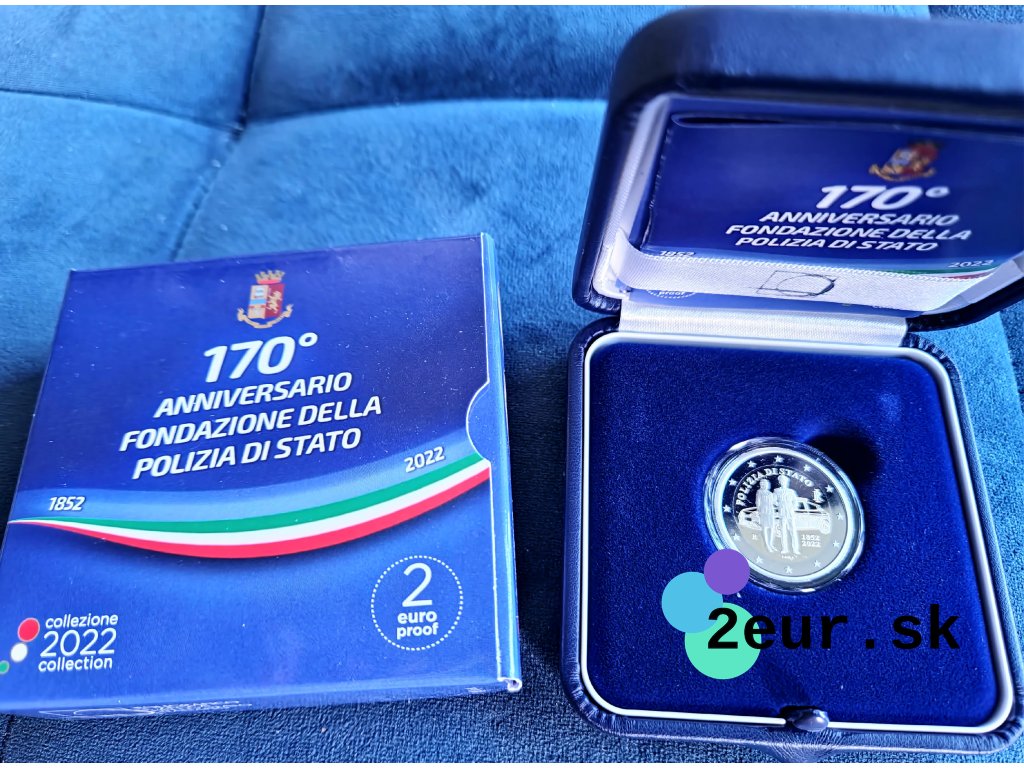 170°
ANNIVERSARIO
FONDAZIONE DELLA
POLIZIA DI STATO
1852
2022
collezione
2022
collection
2
euro
proof
170°
ANNIVERSARIO
FONDAZIONE DELLA
POLIZIA DI STATO
1852
2022
proof
POLIZIA DI STATO
R
1852
2022
2eur.sk